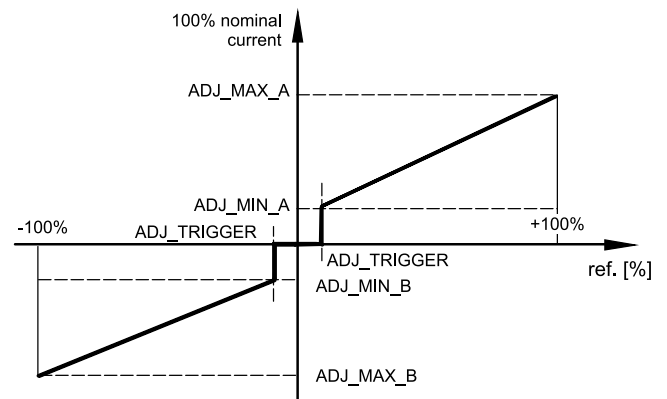 100% nominal
current
ADJ_MAX_A
ADJ_MIN_A
-100%
ADJ_TRIGGER
+100%
ADJ_TRIGGER
ref. [%]
ADJ_MIN_B
ADJ_MAX_B